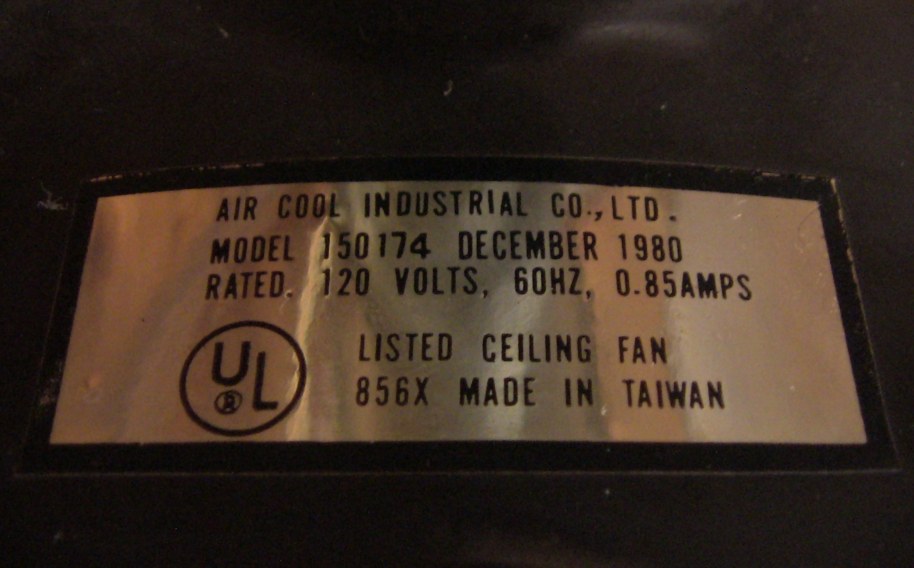 AIR COOL INDUSTRIAL CO., LTD.
MODEL 150174 DECEMBER 1980
RATED. 120 VOLTS, 60HZ, 0.85AMPS
UL
®
LISTED CEILING FAN
856X MADE IN TAIWAN